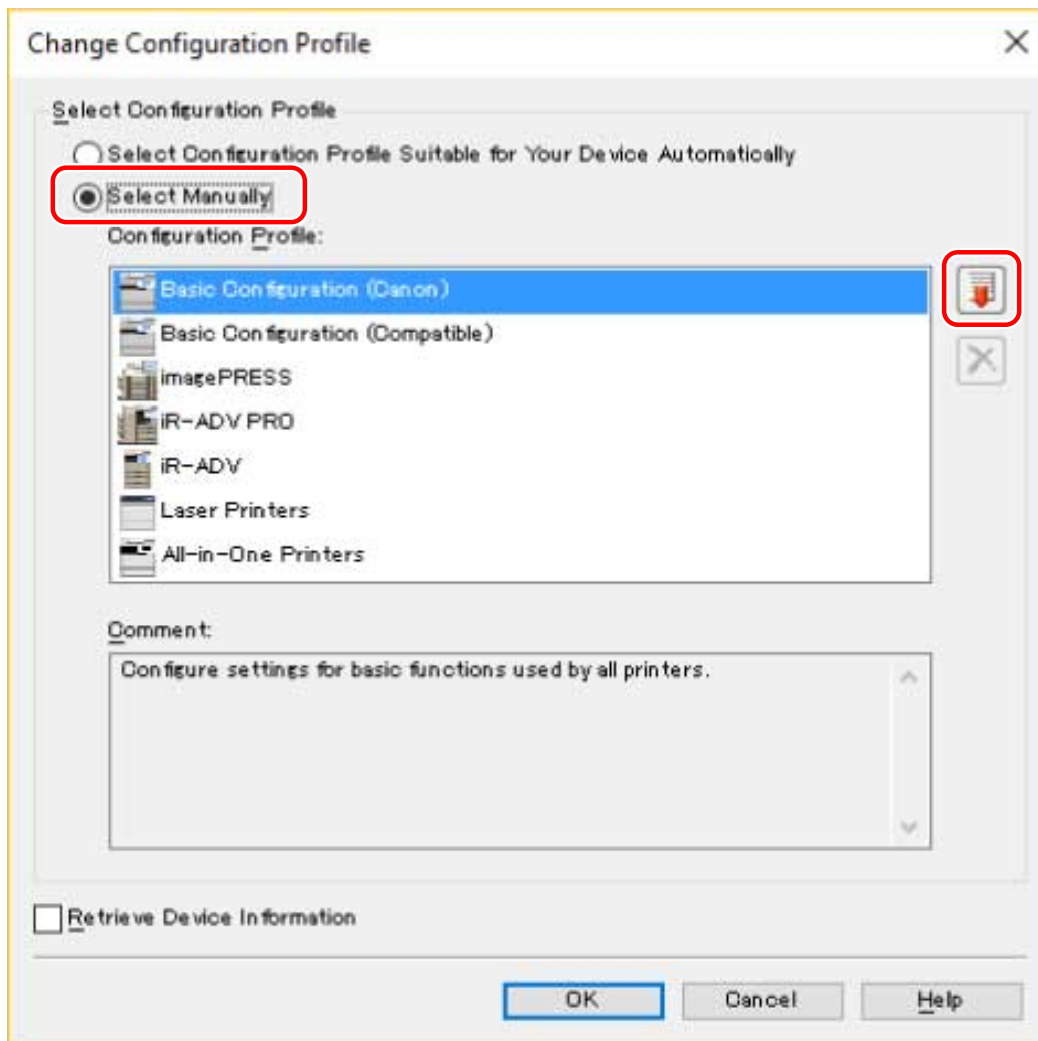 Change Configuration Profile
Select Configuration Profile
Select Configuration Profile Suitable for Your Device Automatically
Select Manually
Configuration Profile:
Basic Configuration (Canon)
Basic Configuration (Compatible)
imagePRESS
iR-ADV PRO
iR-ADV
Laser Printers
All-in-One Printers
Comment:
Configure settings for basic functions used by all printers.
Retrieve Device Information
OK Cancel Help